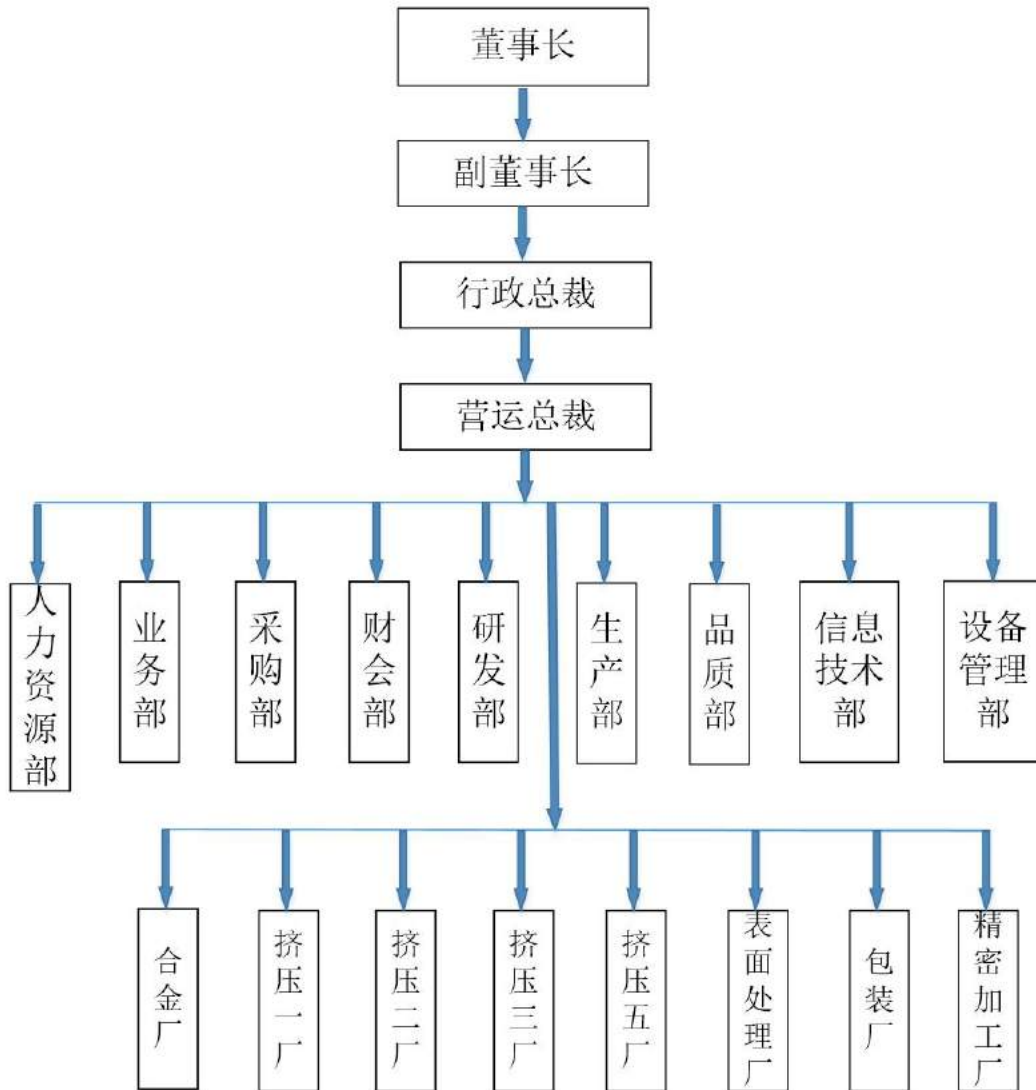 董事长
副董事长
行政总裁
营运总裁
人力资源部
业务部
采购部
财会部
研发部
生产部
品质部
信息
技术
部
设备
管理
部
合金厂
挤压一厂
挤压二厂
挤压三厂
挤压五厂
表面处理厂
包装厂
精密加工厂